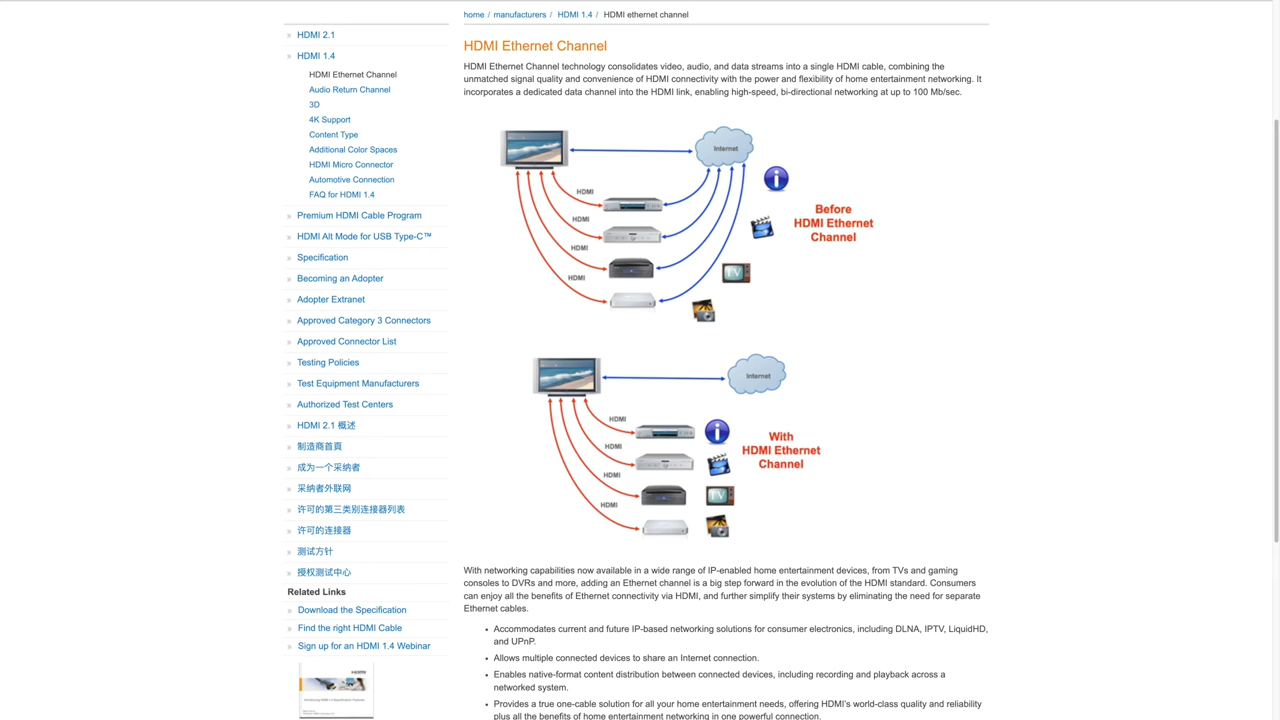 home / manufacturers / HDMI 1.4 / HDMI ethernet channel
» HDMI 2.1
» HDMI 1.4
HDMI Ethernet Channel
Audio Return Channel
3D
4K Support
Content Type
Additional Color Spaces
HDMI Micro Connector
Automotive Connection
FAQ for HDMI 1.4
» Premium HDMI Cable Program
» HDMI Alt Mode for USB Type-C™
» Specification
» Becoming an Adopter
» Adopter Extranet
» Approved Category 3 Connectors
» Approved Connector List
» Testing Policies
» Test Equipment Manufacturers
» Authorized Test Centers
» HDMI 2.1 概述
» 制造商首頁
» 成为一个采纳者
» 采纳者外联网
» 许可的第三类别连接器列表
» 许可的连接器
» 测试方针
» 授权测试中心
Related Links
» Download the Specification
» Find the right HDMI Cable
» Sign up for an HDMI 1.4 Webinar
HDMI
HDMI Ethernet Channel
HDMI Ethernet Channel technology consolidates video, audio, and data streams into a single HDMI cable, combining the
unmatched signal quality and convenience of HDMI connectivity with the power and flexibility of home entertainment networking. It
incorporates a dedicated data channel into the HDMI link, enabling high-speed, bi-directional networking at up to 100 Mb/sec.
Internet
HDMI
HDMI
HDMI
HDMI
i
TV
Before
HDMI Ethernet
Channel
Internet
HDMI
HDMI
HDMI
HDMI
i
TV
With
HDMI Ethernet
Channel
With networking capabilities now available in a wide range of IP-enabled home entertainment devices, from TVs and gaming
consoles to DVRs and more, adding an Ethernet channel is a big step forward in the evolution of the HDMI standard. Consumers
can enjoy all the benefits of Ethernet connectivity via HDMI, and further simplify their systems by eliminating the need for separate
Ethernet cables.
• Accommodates current and future IP-based networking solutions for consumer electronics, including DLNA, IPTV, LiquidHD,
and UPnP.
• Allows multiple connected devices to share an Internet connection.
• Enables native-format content distribution between connected devices, including recording and playback across a
networked system.
• Provides a true one-cable solution for all your home entertainment needs, offering HDMI's world-class quality and reliability
plus all the benefits of home entertainment networking in one powerful connection.